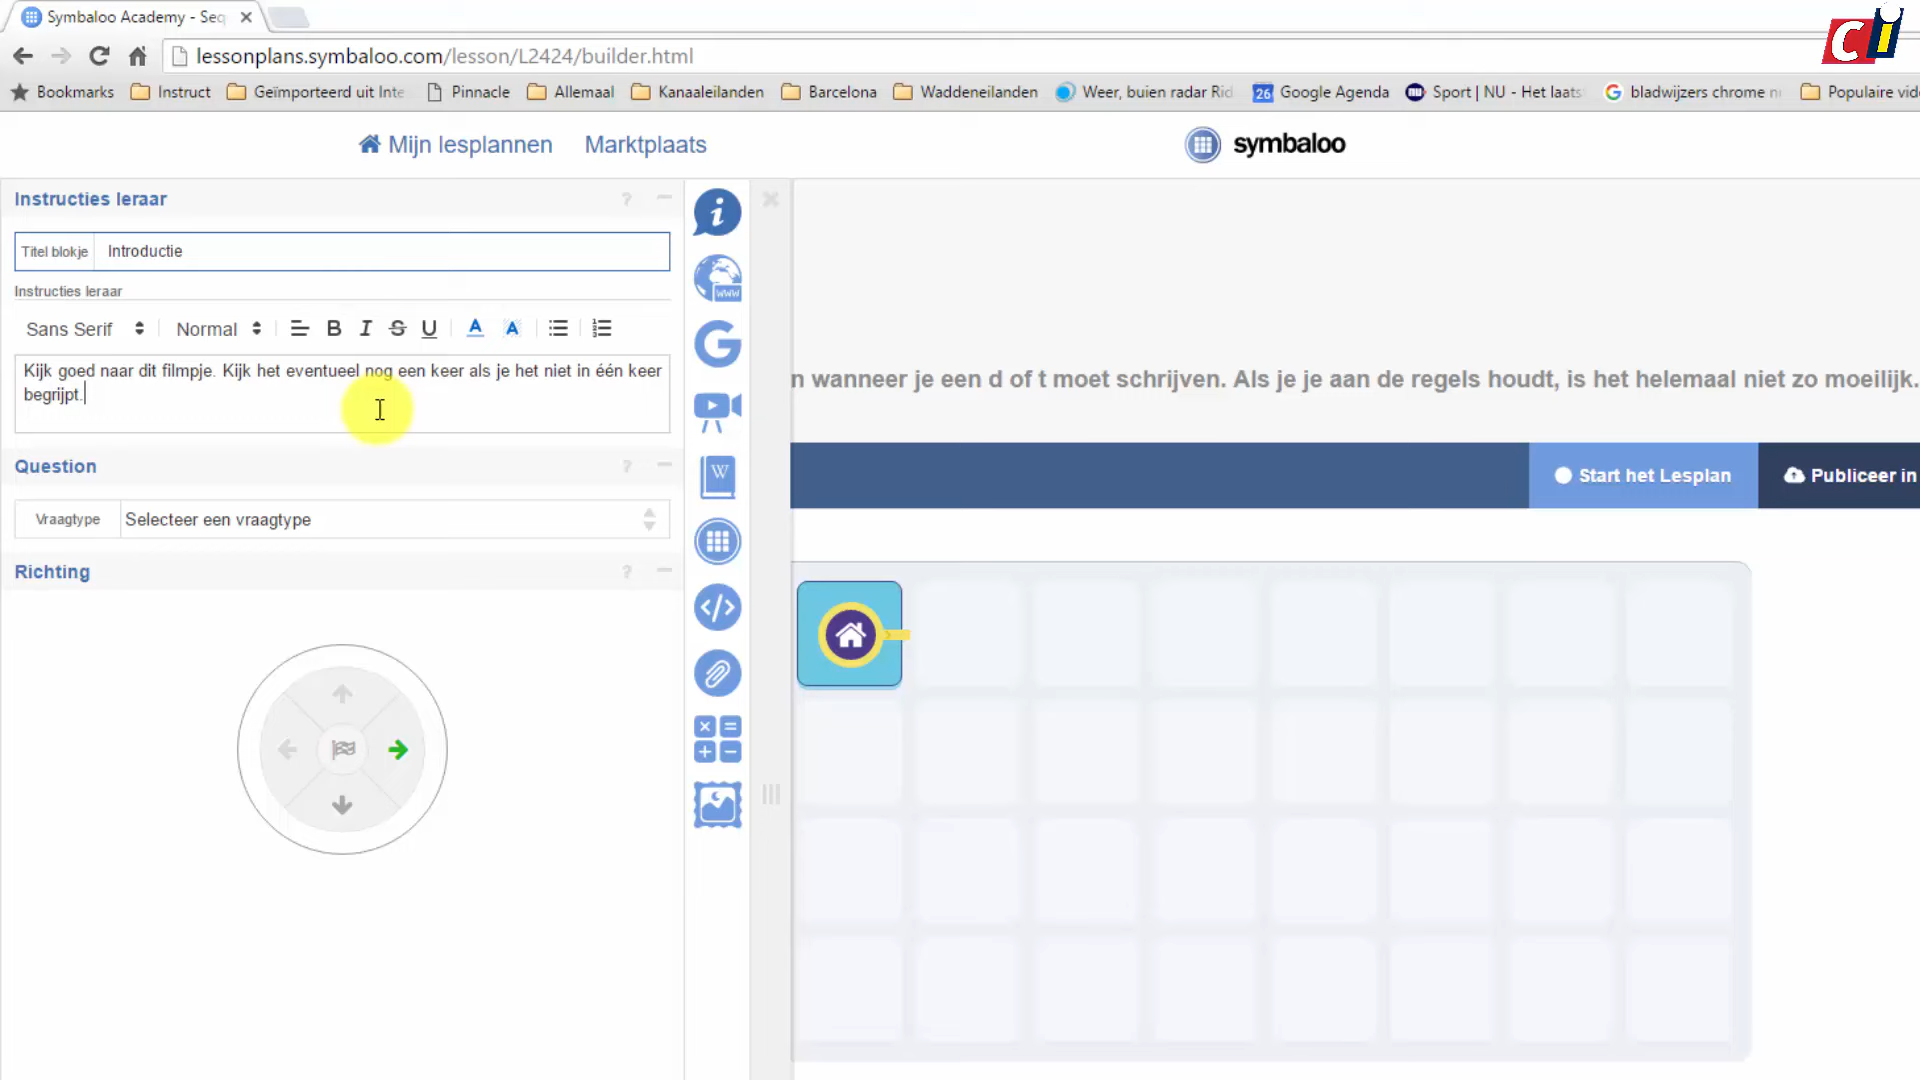 Symbaloo Academy - Seq
lessonplans.symbaloo.com/lesson/L2424/builder.html
Bookmarks Instruct Geïmporteerd uit Inte Pinnacle Allemaal Kanaaleilanden Barcelona Waddeneilanden Weer, buien radar Rid 26 Google Agenda nu Sport | NU - Het laats G bladwijzers chrome n Populaire vid
Ci
Mijn lesplannen Marktplaats
symbaloo
Instructies leraar ?
Titel blokje Introductie
Instructies leraar
Sans Serif Normal B I S U A A
Kijk goed naar dit filmpje. Kijk het eventueel nog een keer als je het niet in één keer
begrijpt.
Question ?
Vraagtype Selecteer een vraagtype
Richting ?
i
www
G
W
n wanneer je een d of t moet schrijven. Als je je aan de regels houdt, is het helemaal niet zo moeilijk.
Start het Lesplan Publiceer in